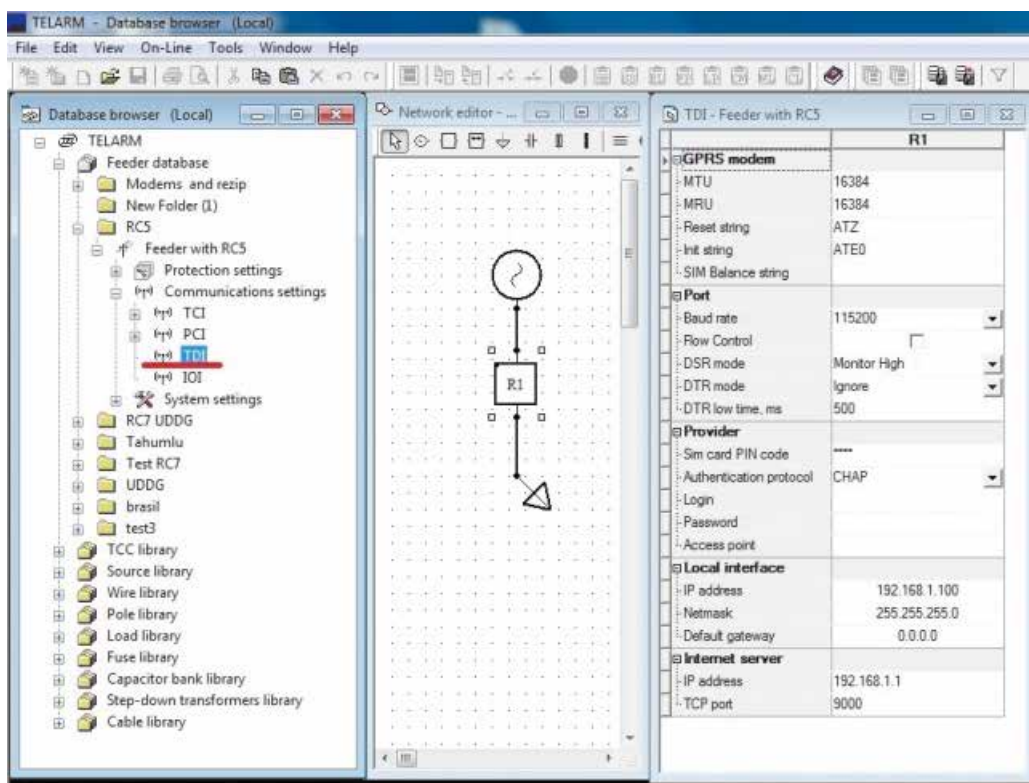 TELARM - Database browser (Local)
File Edit View On-Line Tools Window Help
Database browser (Local)
TELARM
Feeder database
Modems and rezip
New Folder (1)
RC5
Feeder with RC5
Protection settings
Communications settings
TCI
PCI
TDI
IOI
System settings
RC7 UDDG
Tahumlu
Test RC7
UDDG
brasil
test3
TCC library
Source library
Wire library
Pole library
Load library
Fuse library
Capacitor bank library
Step-down transformers library
Cable library
Network editor - ...
R1
TDI - Feeder with RC5
R1
GPRS modem
MTU 16384
MRU 16384
Reset string ATZ
Init string ATE0
SIM Balance string
Port
Baud rate 115200
Flow Control
DSR mode Monitor High
DTR mode Ignore
DTR low time, ms 500
Provider
Sim card PIN code ****
Authentication protocol CHAP
Login
Password
Access point
Local interface
IP address 192.168.1.100
Netmask 255.255.255.0
Default gateway 0.0.0.0
Internet server
IP address 192.168.1.1
TCP port 9000